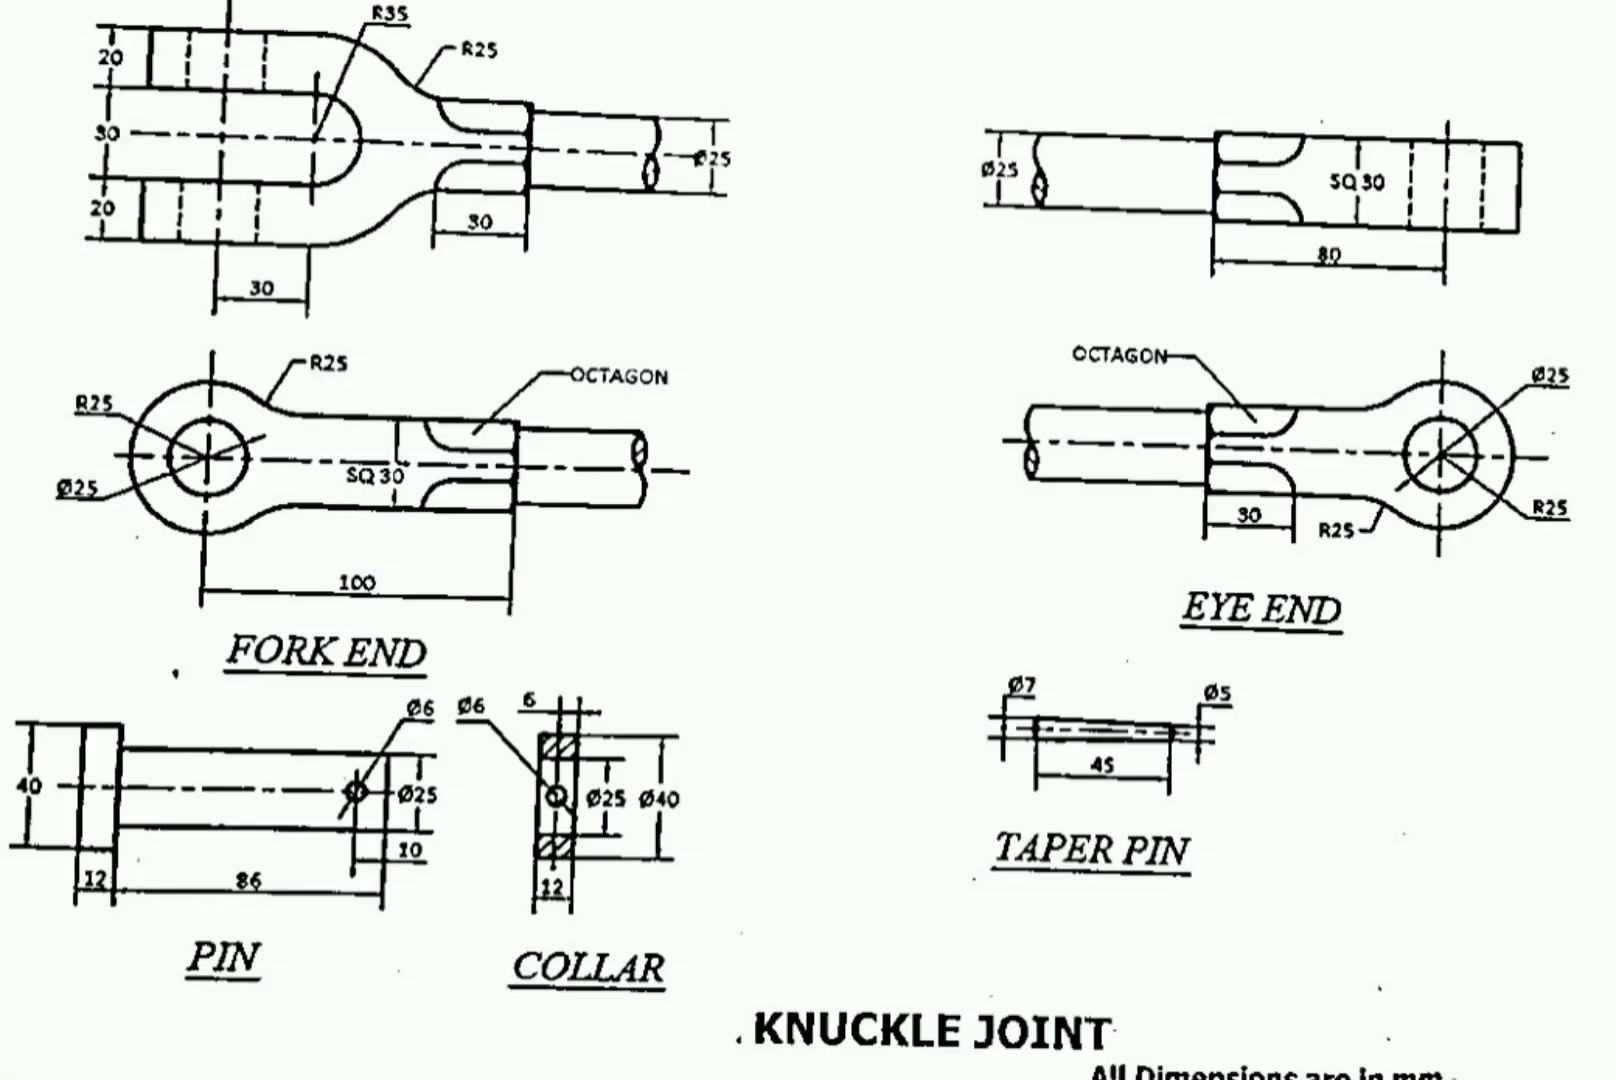 R35
R25
20
30
20
Ø25
30
30
Ø25
SQ 30
80
R25
OCTAGON
R25
SQ 30
Ø25
100
FORK END
OCTAGON
Ø25
30
R25
R25
EYE END
Ø6
40
Ø25
10
12
86
PIN
Ø6
6
Ø25
Ø40
12
COLLAR
Ø7
Ø5
45
TAPER PIN
KNUCKLE JOINT
All Dimensions are in mm